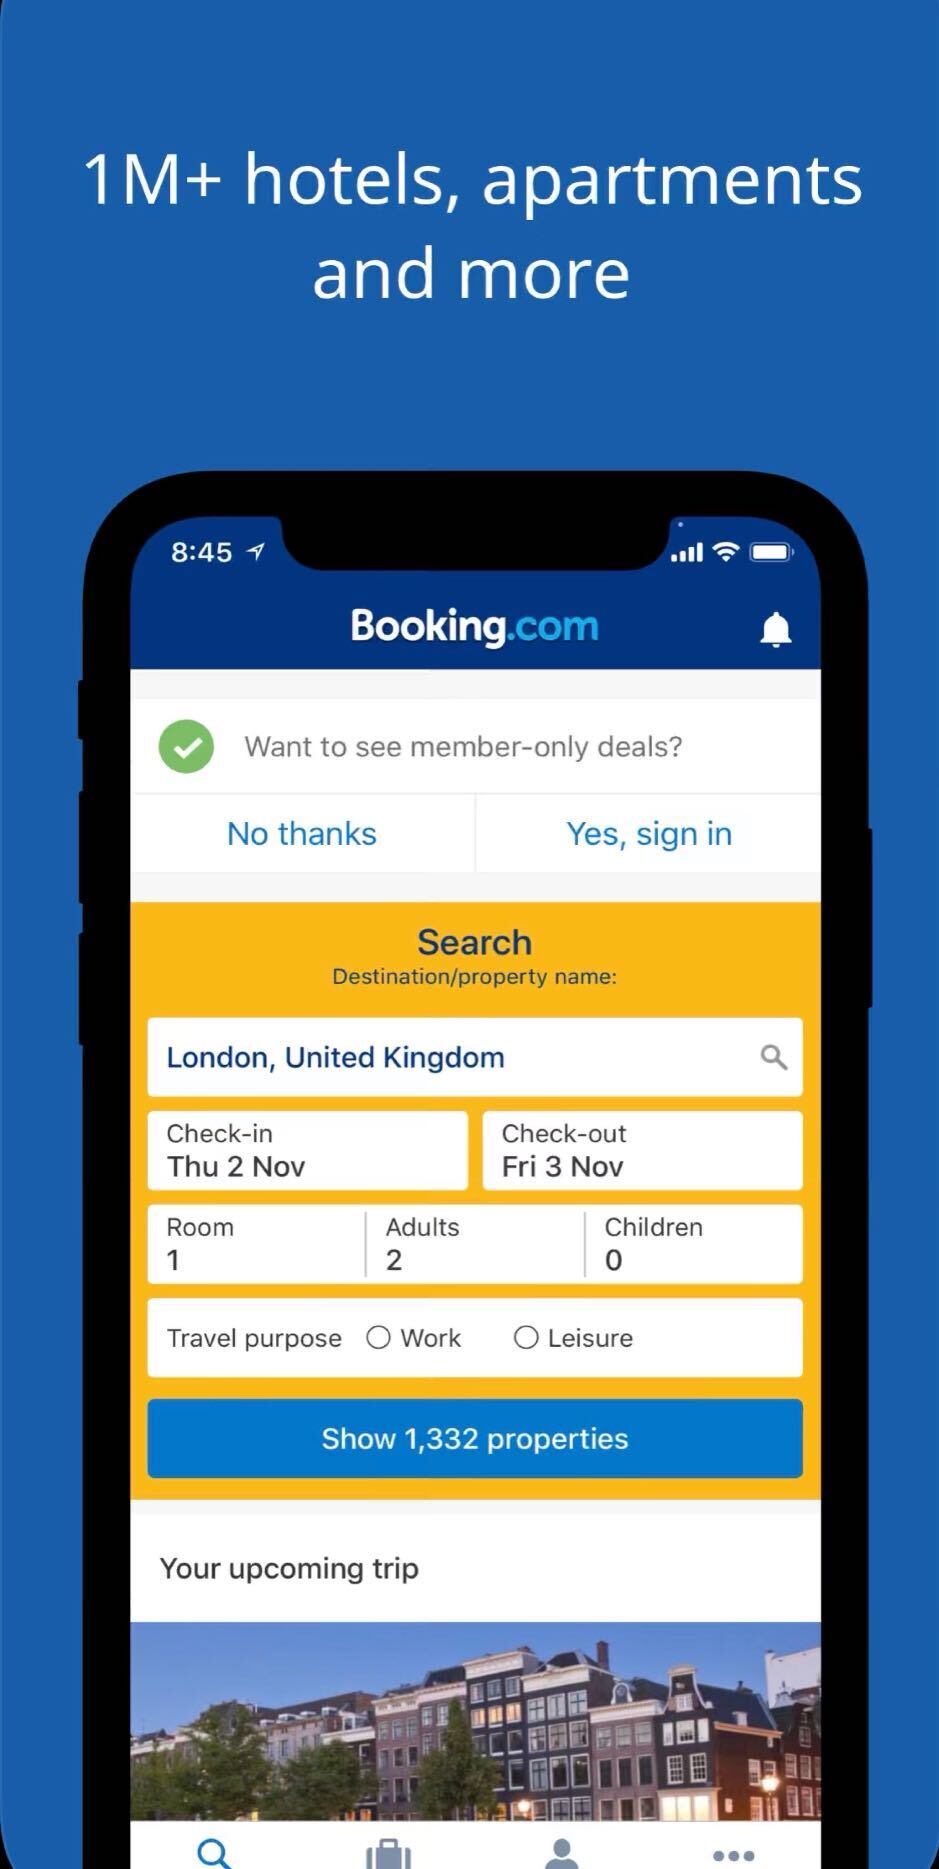 1M+ hotels, apartments
and more
8:45
Booking.com
Want to see member-only deals?
No thanks
Yes, sign in
Search
Destination/property name:
London, United Kingdom
Check-in
Thu 2 Nov
Check-out
Fri 3 Nov
Room
1
Adults
2
Children
0
Travel purpose
Work
Leisure
Show 1,332 properties
Your upcoming trip